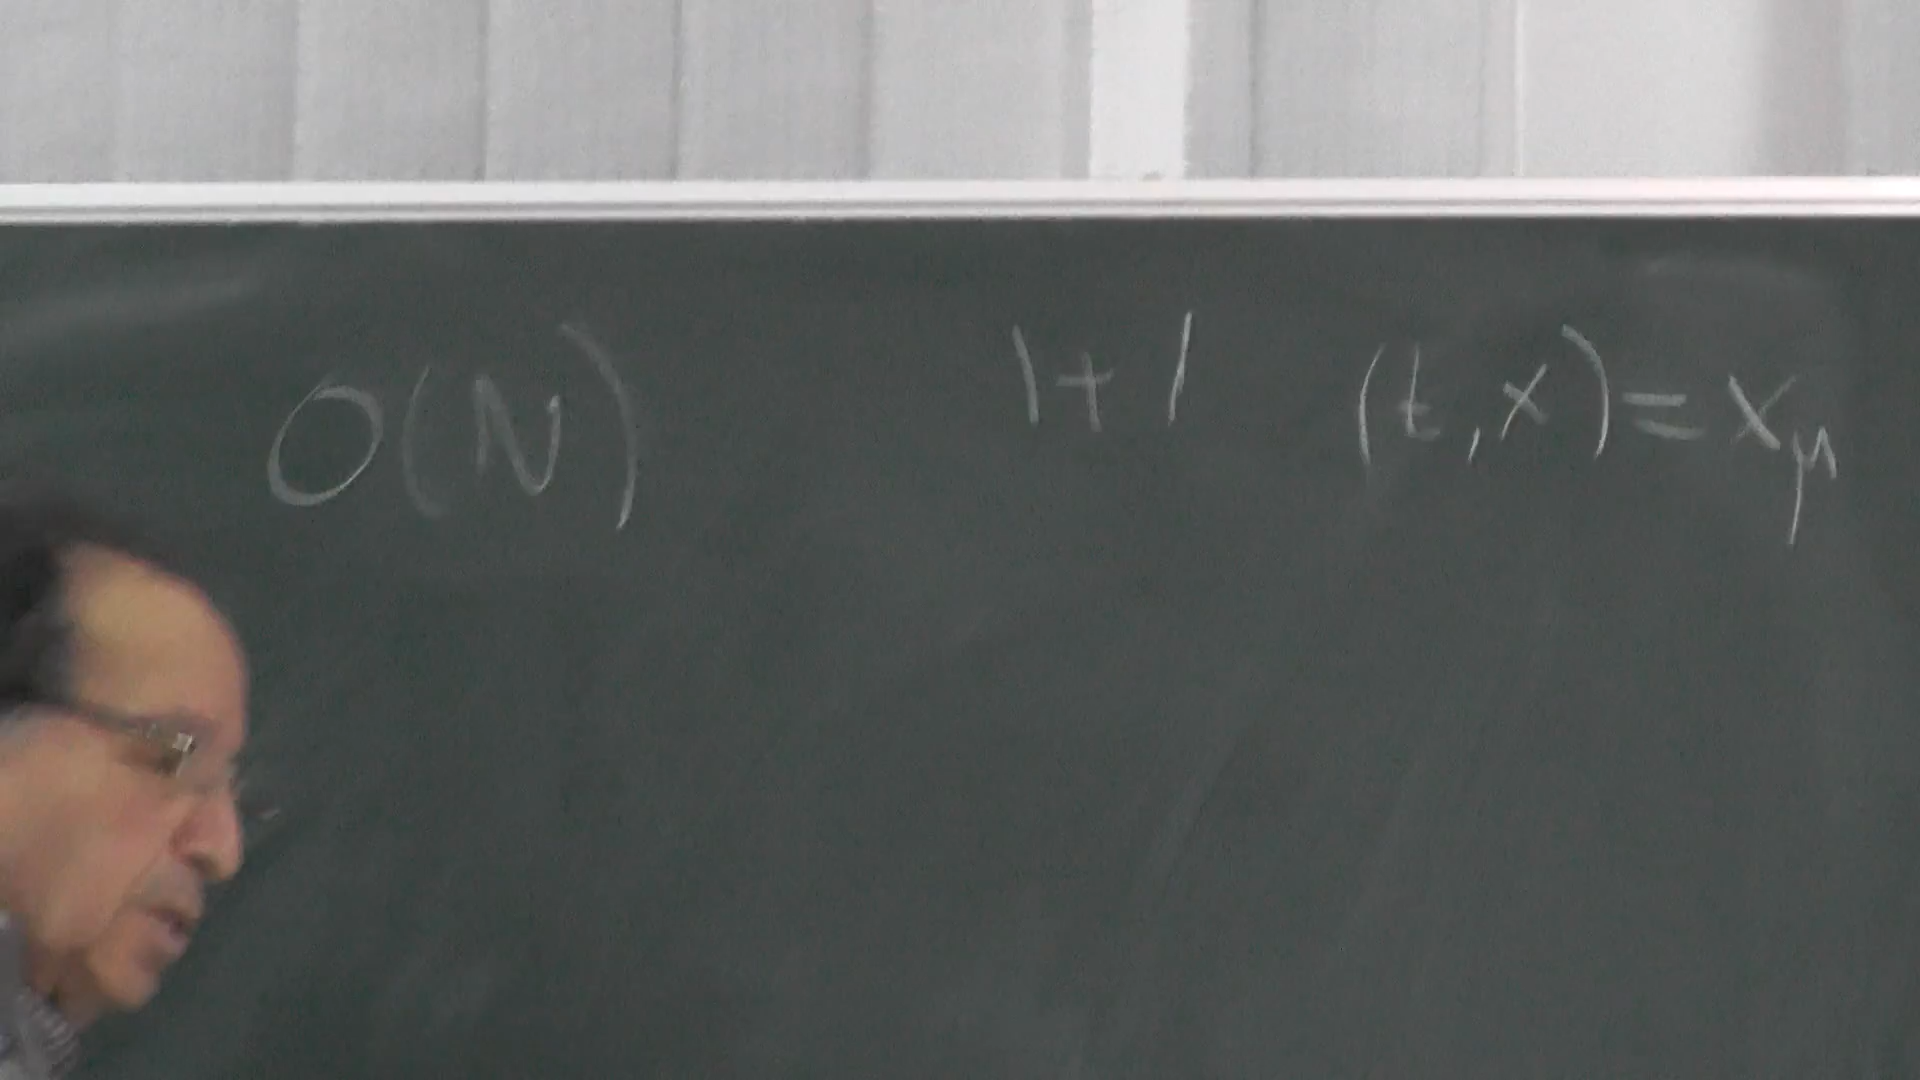 O(N) 1+1 (t,x)=xμ